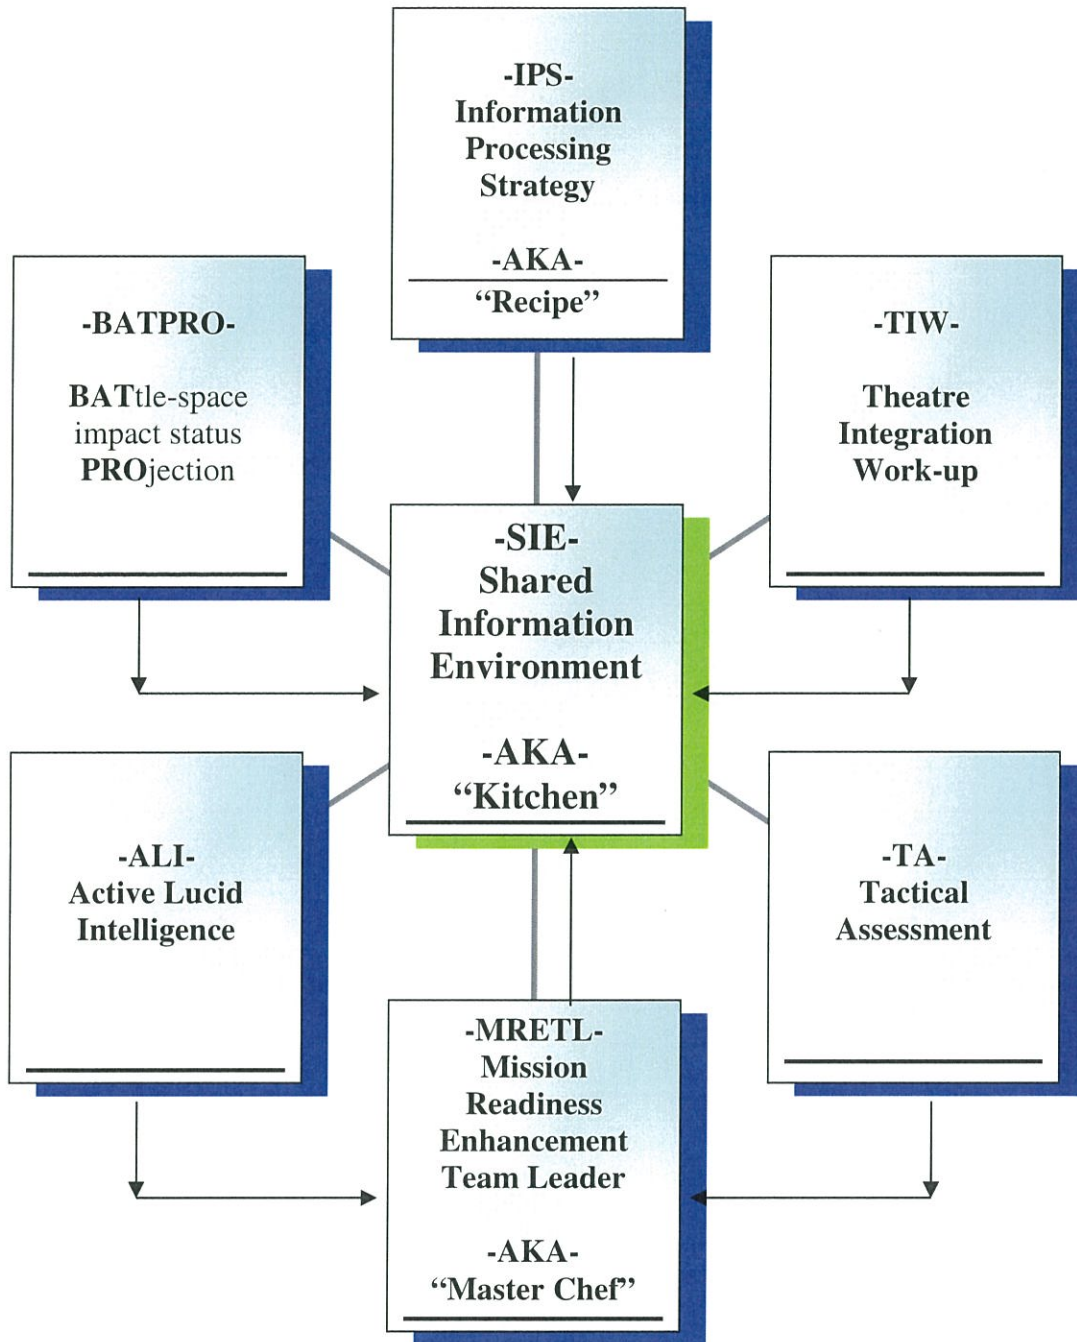 -IPS-
Information
Processing
Strategy
-AKA-
“Recipe”
-BATPRO-
BATtle-space
impact status
PROjection
-TIW-
Theatre
Integration
Work-up
-SIE-
Shared
Information
Environment
-AKA-
“Kitchen”
-ALI-
Active Lucid
Intelligence
-TA-
Tactical
Assessment
-MRETL-
Mission
Readiness
Enhancement
Team Leader
-AKA-
“Master Chef”